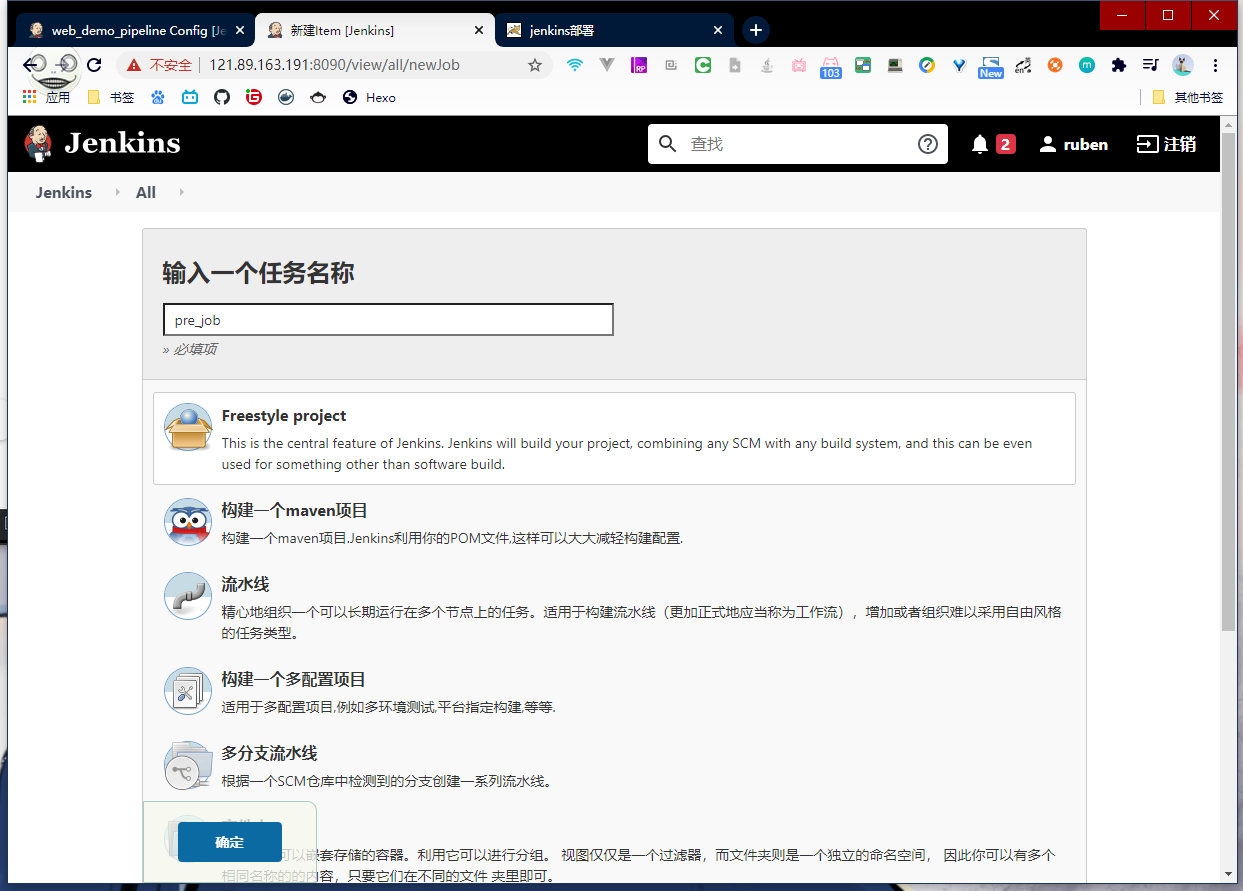 web_demo_pipeline Config [Je
新建Item [Jenkins]
jenkins部署
不安全
121.89.163.191:8090/view/all/newJob
RP
103
New
en
m
应用
书签
Hexo
其他书签
Jenkins
查找
2
ruben
注销
Jenkins
All
输入一个任务名称
pre_job
» 必填项
Freestyle project
This is the central feature of Jenkins. Jenkins will build your project, combining any SCM with any build system, and this can be even
used for something other than software build.
构建一个maven项目
构建一个maven项目.Jenkins利用你的POM文件,这样可以大大减轻构建配置.
流水线
精心地组织一个可以长期运行在多个节点上的任务。适用于构建流水线（更加正式地应当称为工作流），增加或者组织难以采用自由风格
的任务类型。
构建一个多配置项目
适用于多配置项目,例如多环境测试,平台指定构建,等等.
多分支流水线
根据一个SCM仓库中检测到的分支创建一系列流水线。
确定
可以嵌套存储的容器。利用它可以进行分组。 视图仅仅是一个过滤器，而文件夹则是一个独立的命名空间， 因此你可以有多个
相同名称的的内容，只要它们在不同的文件 夹里即可。